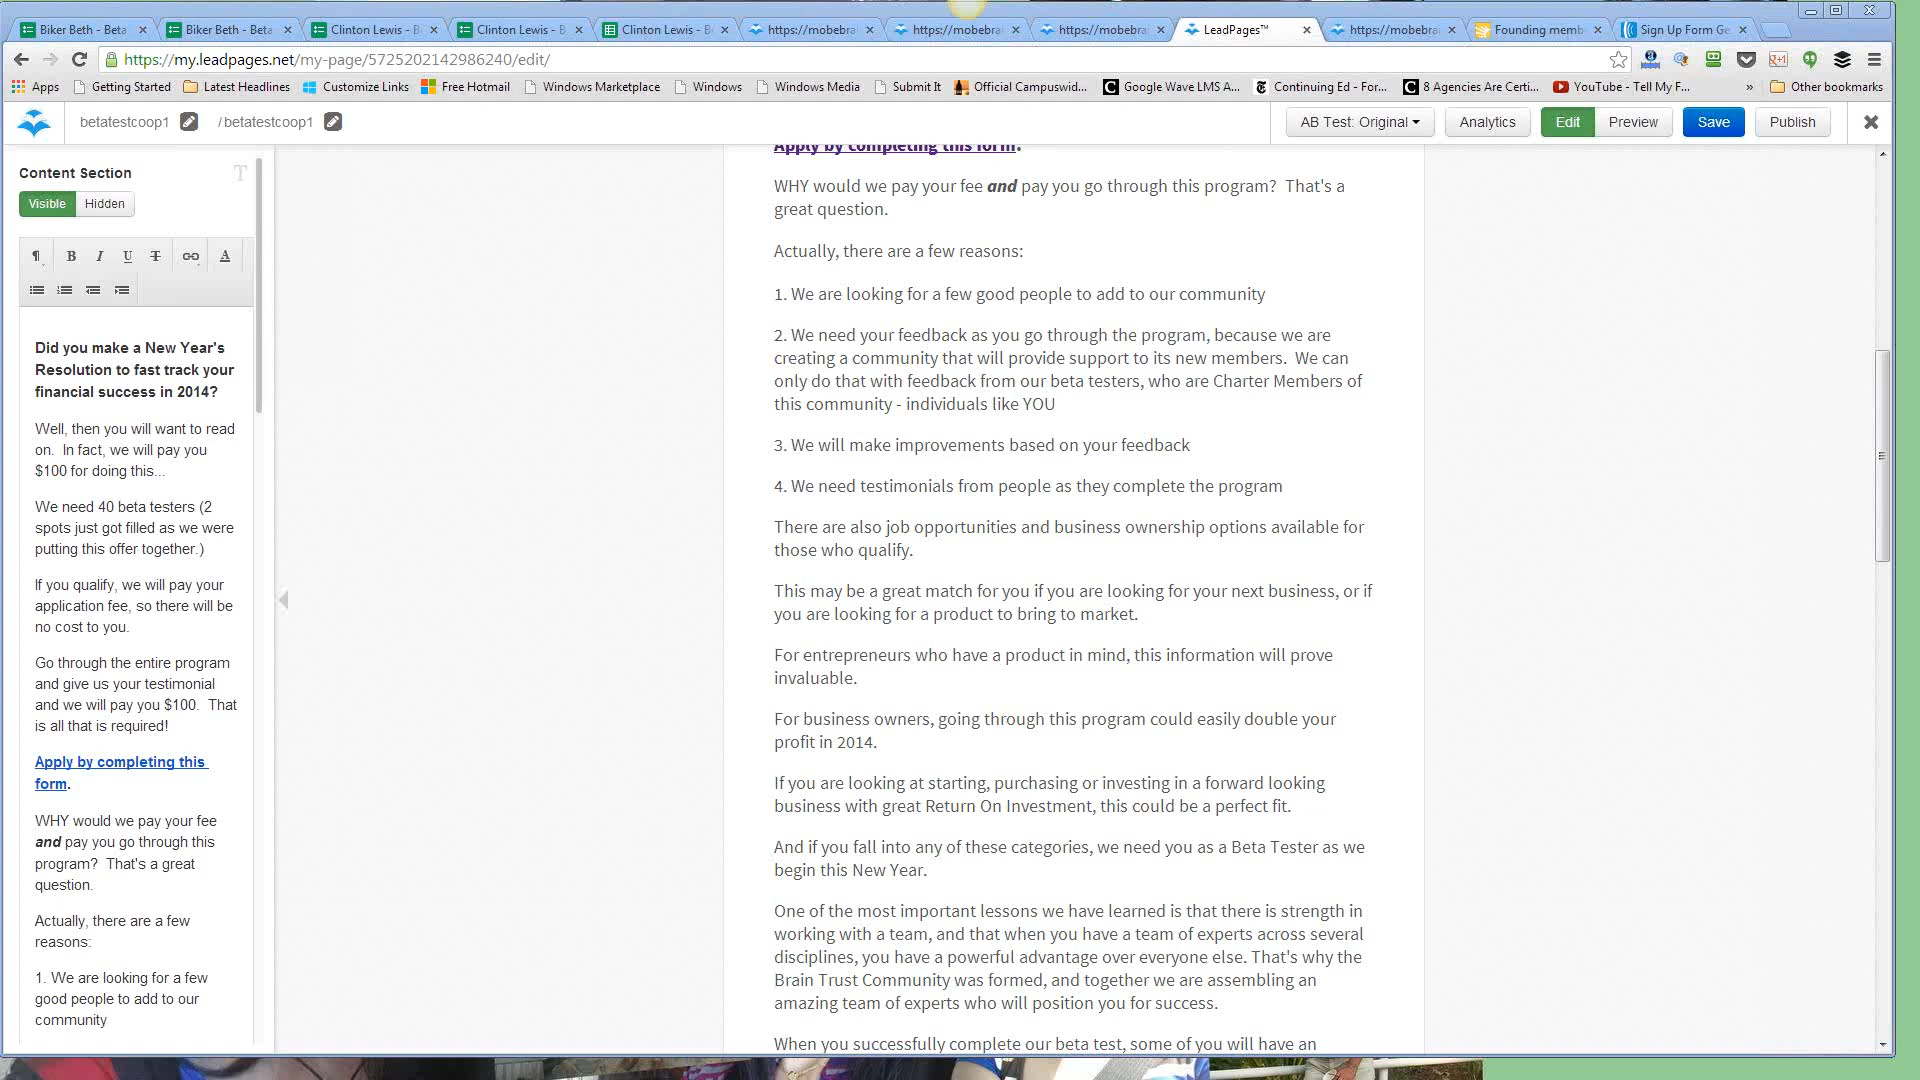 Biker Beth - Beta
Biker Beth - Beta
Clinton Lewis - B
Clinton Lewis - B
Clinton Lewis - B
https://mobebra
https://mobebra
https://mobebra
LeadPages™
https://mobebra
Founding memb
Sign Up Form Ge
https://my.leadpages.net/my-page/5725202142986240/edit/
Apps
Getting Started
Latest Headlines
Customize Links
Free Hotmail
Windows Marketplace
Windows
Windows Media
Submit It
Official Campuswid...
Google Wave LMS A...
Continuing Ed - For...
8 Agencies Are Certi...
YouTube - Tell My F...
»
Other bookmarks
betatestcoop1
/betatestcoop1
AB Test: Original
Analytics
Edit
Preview
Save
Publish
Content Section
Visible
Hidden
Did you make a New Year's
Resolution to fast track your
financial success in 2014?
Well, then you will want to read
on.  In fact, we will pay you
$100 for doing this...
We need 40 beta testers (2
spots just got filled as we were
putting this offer together.)
If you qualify, we will pay your
application fee, so there will be
no cost to you.
Go through the entire program
and give us your testimonial
and we will pay you $100.  That
is all that is required!
Apply by completing this
form.
WHY would we pay your fee
and pay you go through this
program?  That's a great
question.
Actually, there are a few
reasons:
1. We are looking for a few
good people to add to our
community
Apply by completing this form.
WHY would we pay your fee and pay you go through this program?  That's a
great question.
Actually, there are a few reasons:
1. We are looking for a few good people to add to our community
2. We need your feedback as you go through the program, because we are
creating a community that will provide support to its new members.  We can
only do that with feedback from our beta testers, who are Charter Members of
this community - individuals like YOU
3. We will make improvements based on your feedback
4. We need testimonials from people as they complete the program
There are also job opportunities and business ownership options available for
those who qualify.
This may be a great match for you if you are looking for your next business, or if
you are looking for a product to bring to market.
For entrepreneurs who have a product in mind, this information will prove
invaluable.
For business owners, going through this program could easily double your
profit in 2014.
If you are looking at starting, purchasing or investing in a forward looking
business with great Return On Investment, this could be a perfect fit.
And if you fall into any of these categories, we need you as a Beta Tester as we
begin this New Year.
One of the most important lessons we have learned is that there is strength in
working with a team, and that when you have a team of experts across several
disciplines, you have a powerful advantage over everyone else. That's why the
Brain Trust Community was formed, and together we are assembling an
amazing team of experts who will position you for success.
When you successfully complete our beta test, some of you will have an